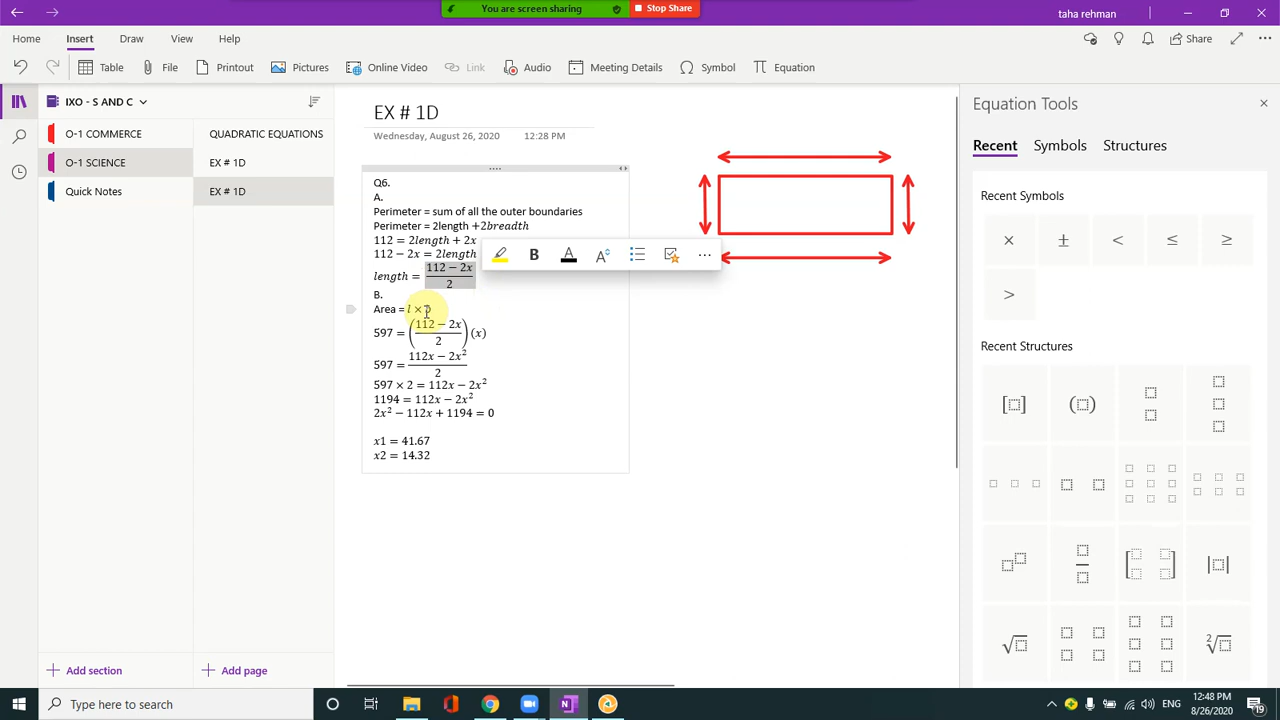 You are screen sharing
Stop Share
taha rehman
Home Insert Draw View Help
Share
Table File Printout Pictures Online Video Link Audio Meeting Details Symbol Equation
IXO - S AND C
O-1 COMMERCE
O-1 SCIENCE
Quick Notes
QUADRATIC EQUATIONS
EX # 1D
EX # 1D
Add section
Add page
EX # 1D
Wednesday, August 26, 2020 12:28 PM
Q6.
A.
Perimeter = sum of all the outer boundaries
Perimeter = 2length +2breadth
112 = 2length + 2x
112 − 2x = 2length
length = (112 − 2x)/2
B.
Area = l ×
597 = ((112 − 2x)/2)(x)
597 = (112x − 2x²)/2
597 × 2 = 112x − 2x²
1194 = 112x − 2x²
2x² − 112x + 1194 = 0
x1 = 41.67
x2 = 14.32
B A A
Equation Tools
Recent Symbols Structures
Recent Symbols
× ± < ≤ ≥
>
Recent Structures
Type here to search
ENG
12:48 PM
8/26/2020
19